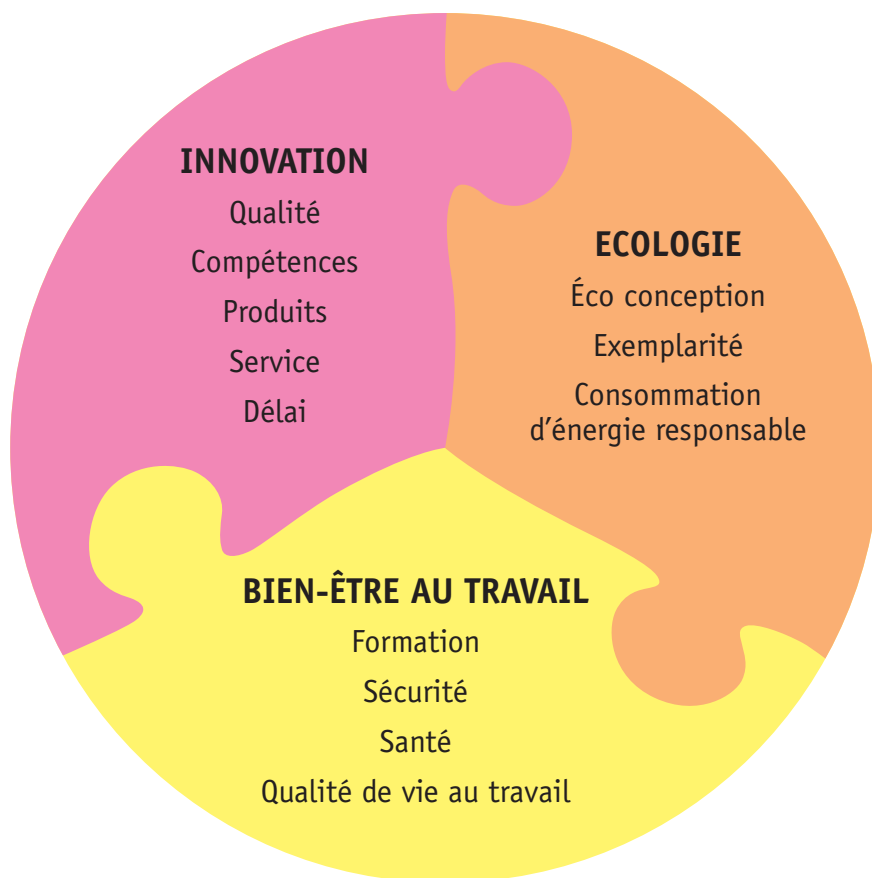 INNOVATION
Qualité
Compétences
Produits
Service
Délai
ECOLOGIE
Éco conception
Exemplarité
Consommation
d'énergie responsable
BIEN-ÊTRE AU TRAVAIL
Formation
Sécurité
Santé
Qualité de vie au travail